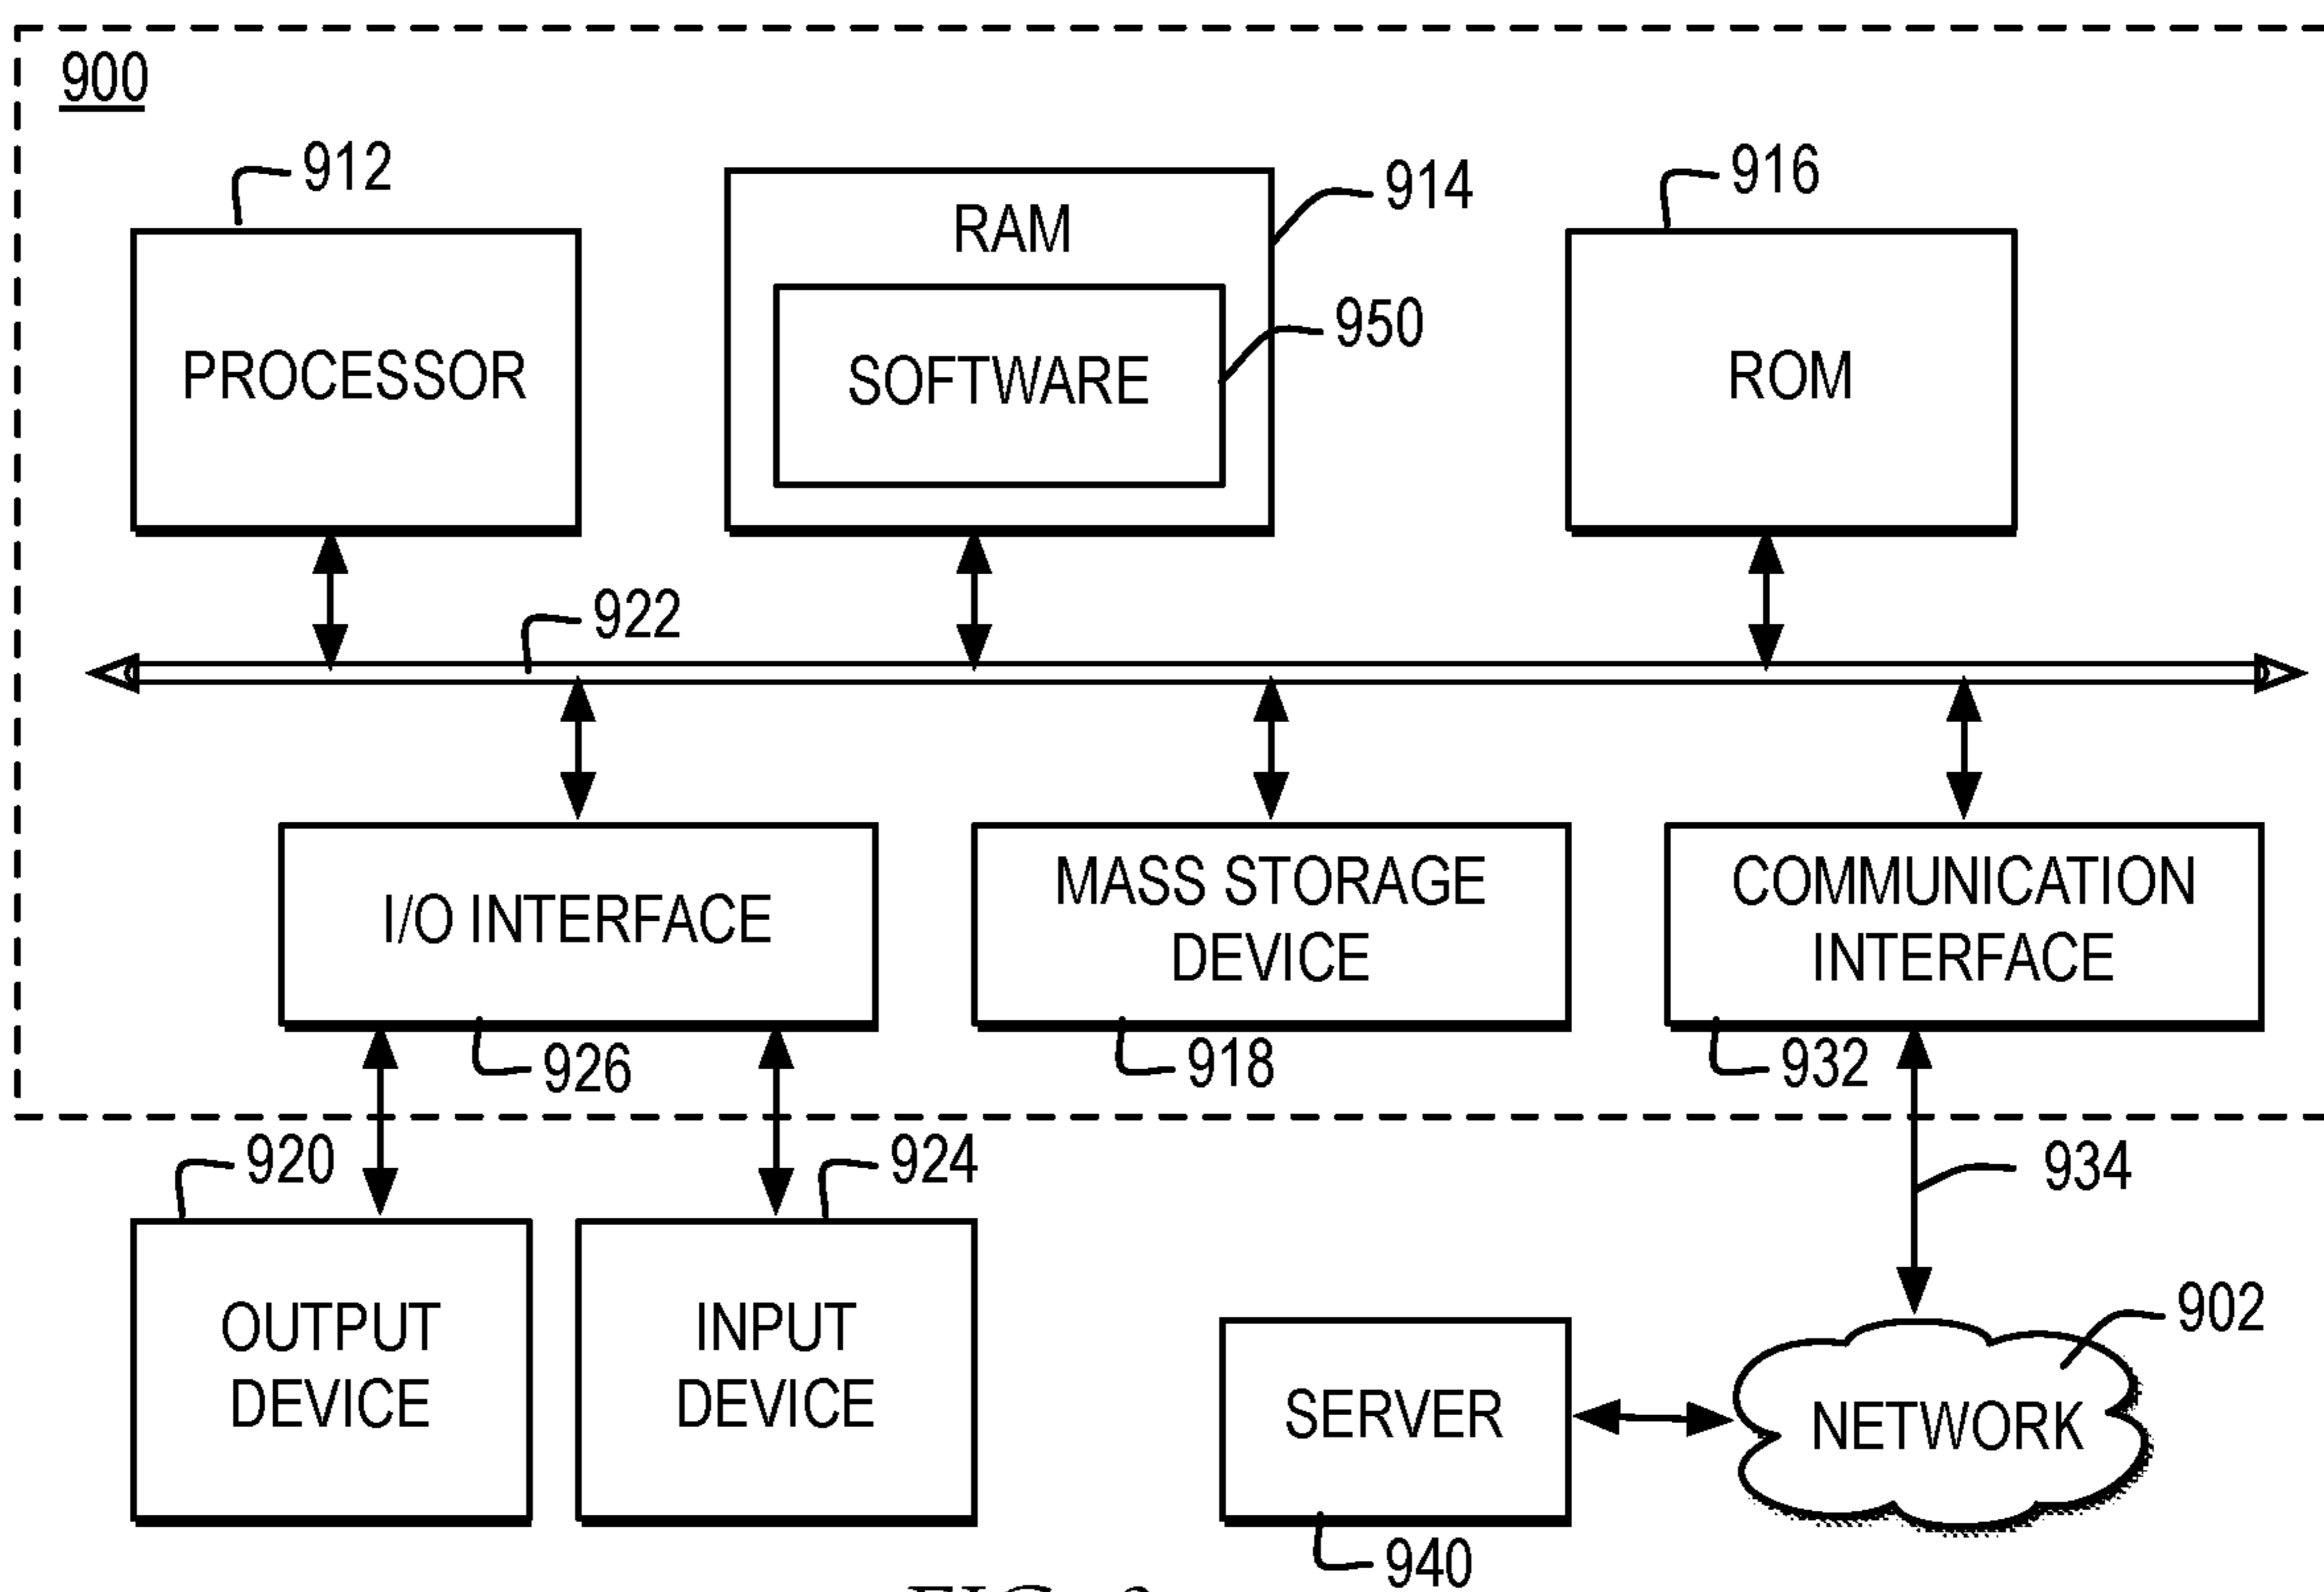 900
912
914
916
RAM
950
PROCESSOR
SOFTWARE
ROM
922
I/O INTERFACE
MASS STORAGE
DEVICE
COMMUNICATION
INTERFACE
926
918
932
920
924
934
OUTPUT
DEVICE
INPUT
DEVICE
902
SERVER
NETWORK
940